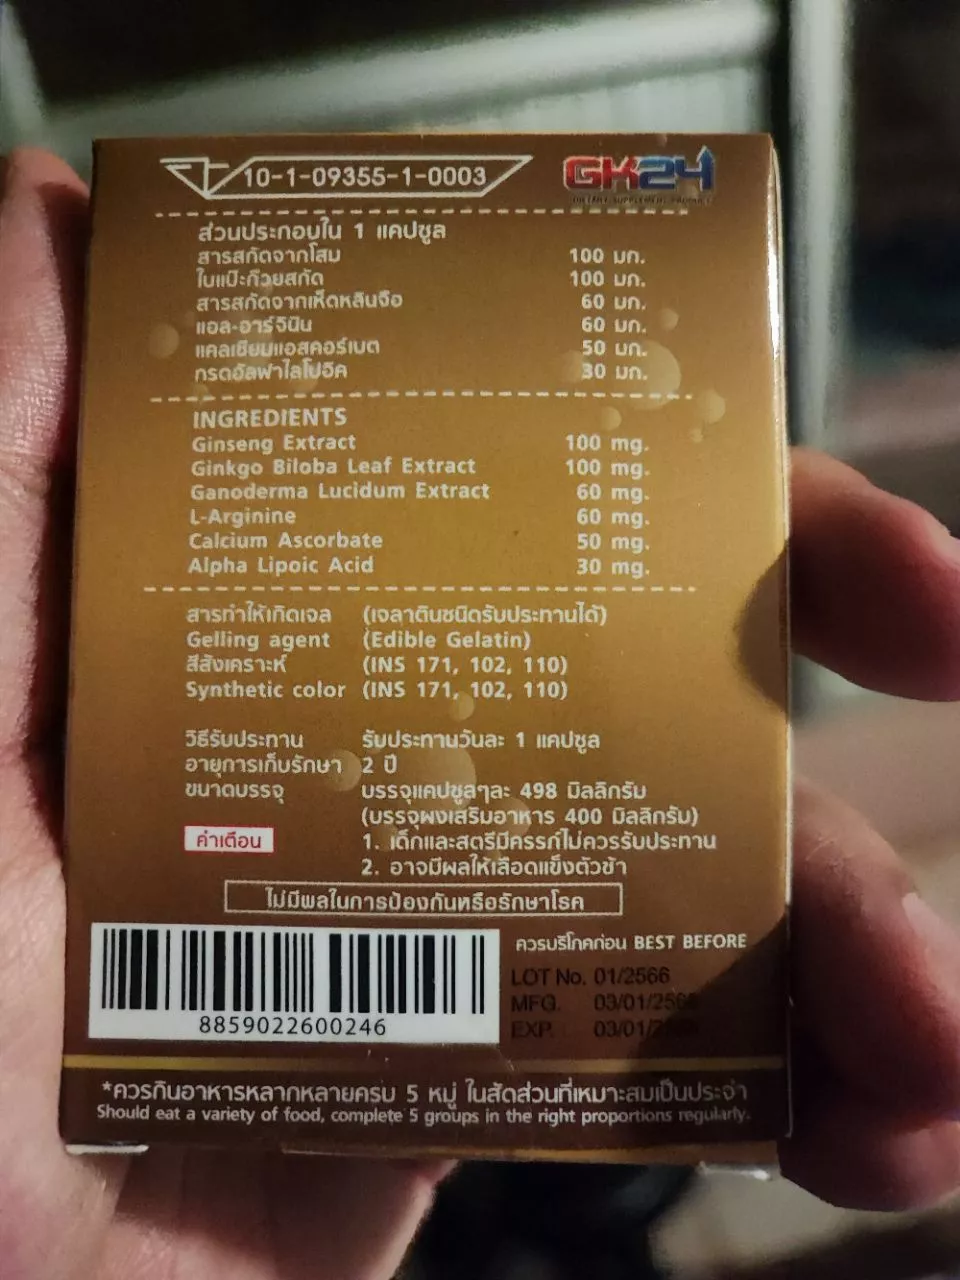 10-1-09355-1-0003
GK24
DIETARY SUPPLEMENT PRODUCT
ส่วนประกอบใน 1 แคปซูล
สารสกัดจากโสม 100 มก.
ใบแป๊ะก๊วยสกัด 100 มก.
สารสกัดจากเห็ดหลินจือ 60 มก.
แอล-อาร์จินิน 60 มก.
แคลเซียมแอสคอร์เบต 50 มก.
กรดอัลฟาไลโปอิค 30 มก.
INGREDIENTS
Ginseng Extract 100 mg.
Ginkgo Biloba Leaf Extract 100 mg.
Ganoderma Lucidum Extract 60 mg.
L-Arginine 60 mg.
Calcium Ascorbate 50 mg.
Alpha Lipoic Acid 30 mg.
สารทำให้เกิดเจล (เจลาตินชนิดรับประทานได้)
Gelling agent (Edible Gelatin)
สีสังเคราะห์ (INS 171, 102, 110)
Synthetic color (INS 171, 102, 110)
วิธีรับประทาน รับประทานวันละ 1 แคปซูล
อายุการเก็บรักษา 2 ปี
ขนาดบรรจุ บรรจุแคปซูลๆละ 498 มิลลิกรัม
(บรรจุผงเสริมอาหาร 400 มิลลิกรัม)
คำเตือน 1. เด็กและสตรีมีครรภ์ไม่ควรรับประทาน
2. อาจมีผลให้เลือดแข็งตัวช้า
ไม่มีผลในการป้องกันหรือรักษาโรค
ควรบริโภคก่อน BEST BEFORE
LOT No. 01/2566
MFG. 03/01/2566
EXP. 03/01/
8859022600246
*ควรกินอาหารหลากหลายครบ 5 หมู่ ในสัดส่วนที่เหมาะสมเป็นประจำ
Should eat a variety of food, complete 5 groups in the right proportions regularly.